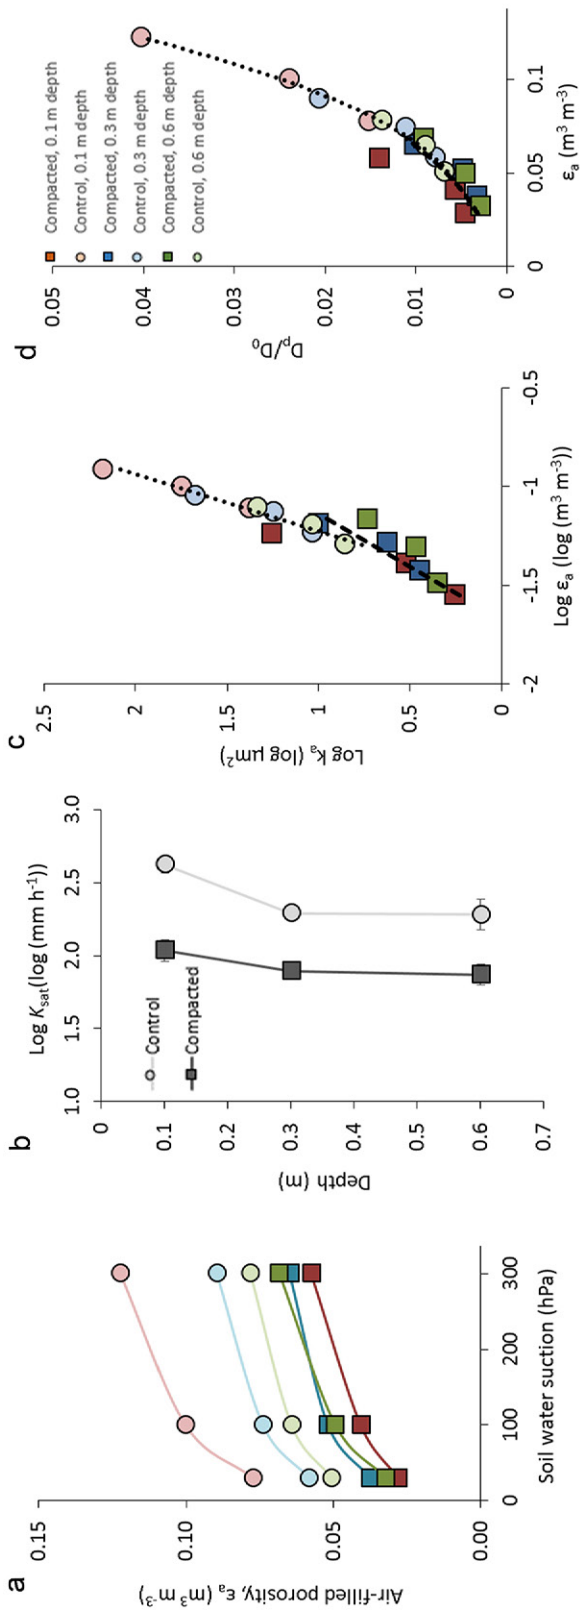 a
Air-filled porosity, εa (m³ m⁻³)
0.15
0.10
0.05
0.00
0
100
200
300
Soil water suction (hPa)
b
Log Ksat(log (mm h⁻¹))
1.0
1.5
2.0
2.5
3.0
Depth (m)
0
0.1
0.2
0.3
0.4
0.5
0.6
0.7
Control
Compacted
c
Log ka (log µm²)
2.5
2
1.5
1
0.5
0
-2
-1.5
-1
-0.5
Log εa (log (m³ m⁻³))
d
Dp/D0
0.05
0.04
0.03
0.02
0.01
0
0
0.05
0.1
εa (m³ m⁻³)
Compacted, 0.1 m depth
Control, 0.1 m depth
Compacted, 0.3 m depth
Control, 0.3 m depth
Compacted, 0.6 m depth
Control, 0.6 m depth